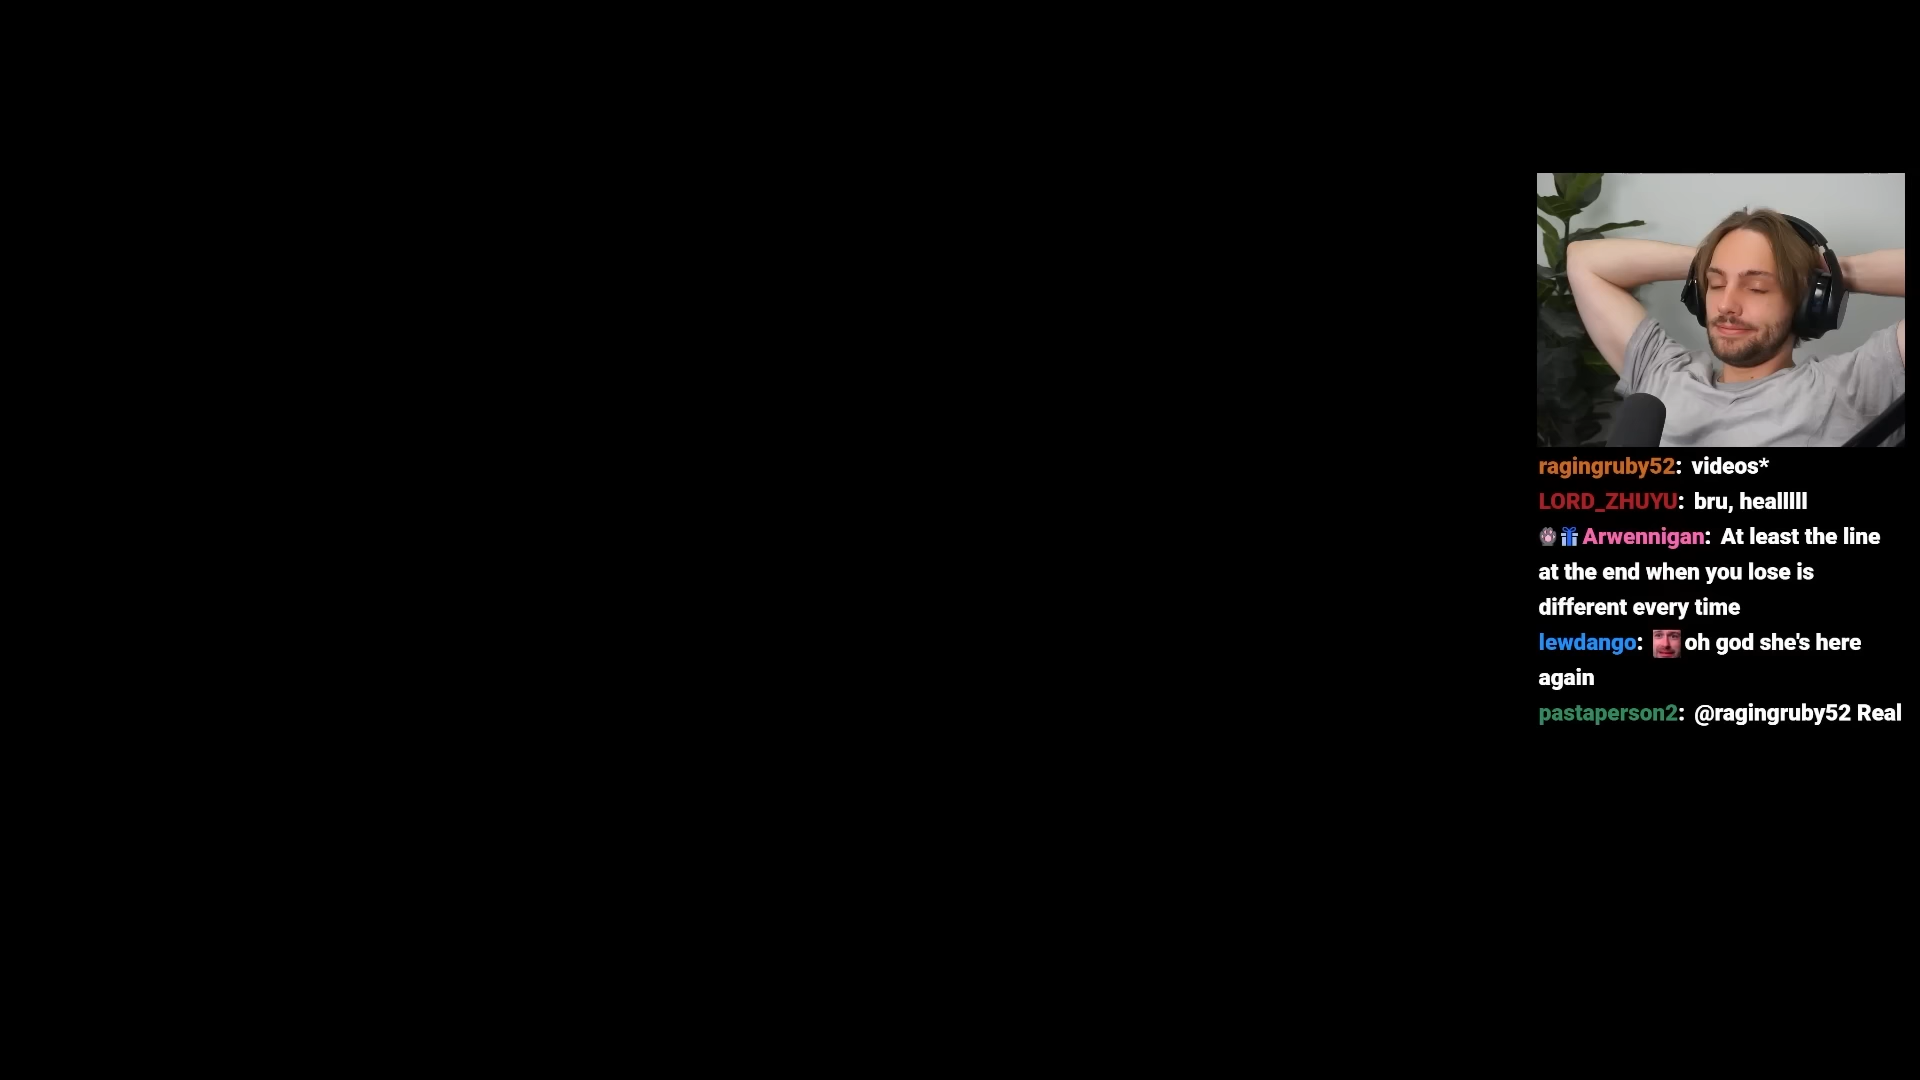 ragingruby52: videos*
LORD_ZHUYU: bru, healllll
Arwennigan: At least the line
at the end when you lose is
different every time
lewdango: oh god she's here
again
pastaperson2: @ragingruby52 Real